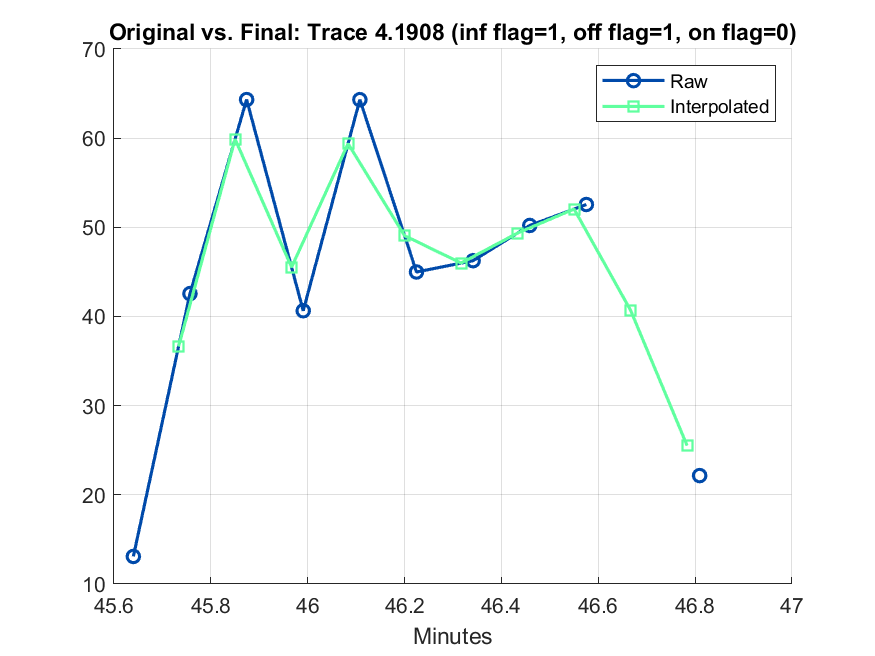 Original vs. Final: Trace 4.1908 (inf flag=1, off flag=1, on flag=0)
70
60
50
40
30
20
10
Raw
Interpolated
45.6 45.8 46 46.2 46.4 46.6 46.8 47
Minutes